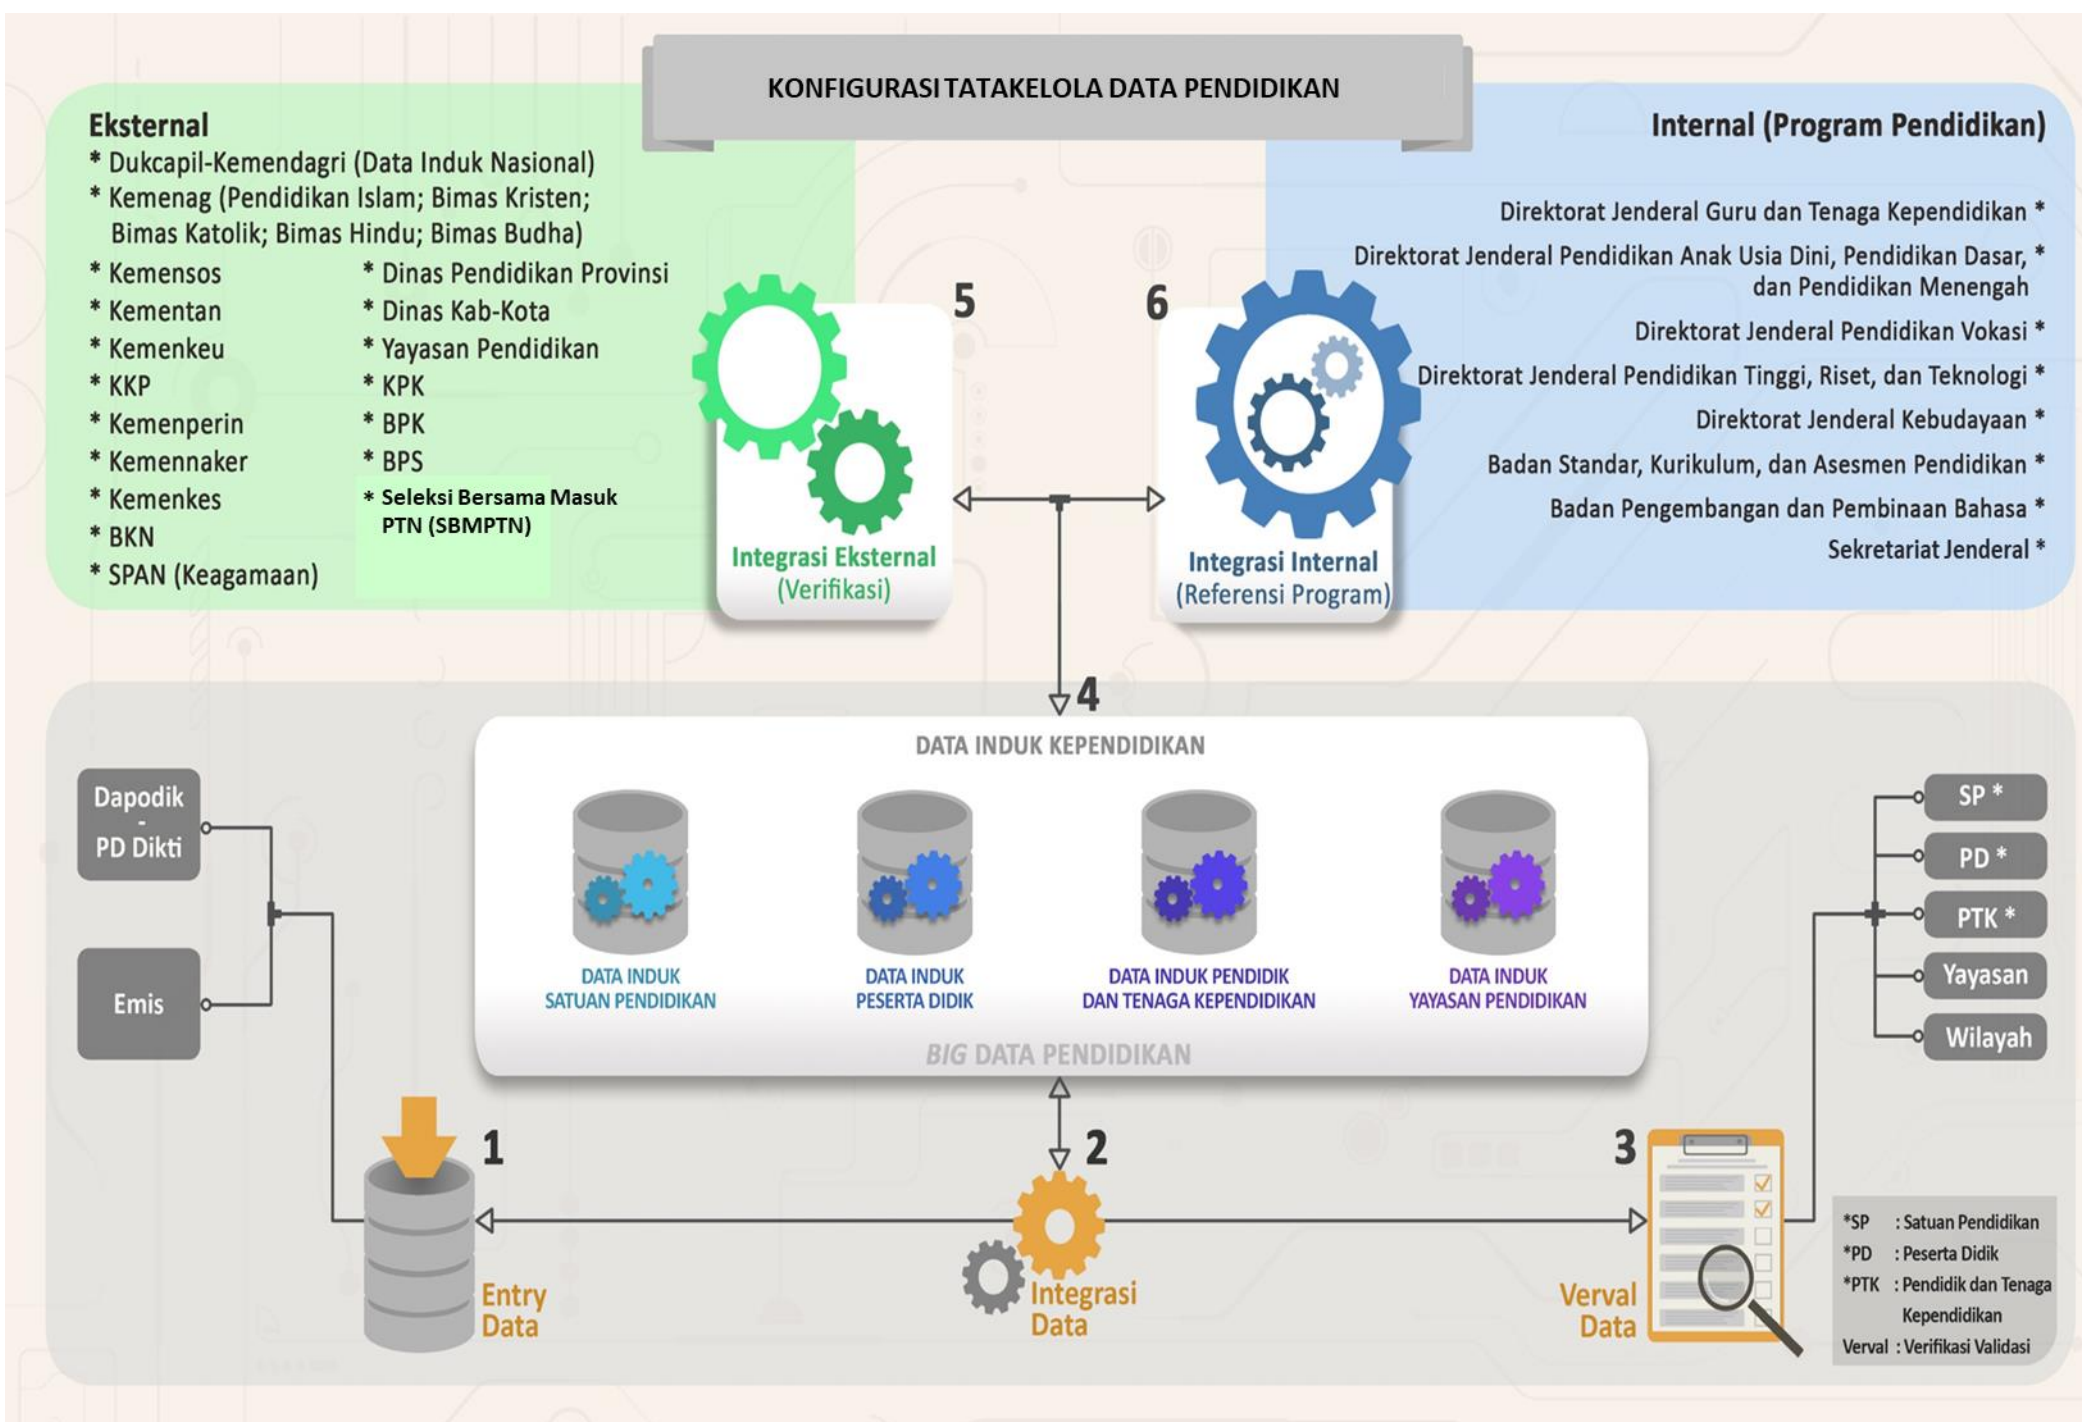 KONFIGURASI TATAKELOLA DATA PENDIDIKAN
Eksternal
* Dukcapil-Kemendagri (Data Induk Nasional)
* Kemenag (Pendidikan Islam; Bimas Kristen;
Bimas Katolik; Bimas Hindu; Bimas Budha)
* Kemensos
* Kementan
* Kemenkeu
* KKP
* Kemenperin
* Kemennaker
* Kemenkes
* BKN
* SPAN (Keagamaan)
* Dinas Pendidikan Provinsi
* Dinas Kab-Kota
* Yayasan Pendidikan
* KPK
* BPK
* BPS
* Seleksi Bersama Masuk
PTN (SBMPTN)
5
Integrasi Eksternal
(Verifikasi)
6
Integrasi Internal
(Referensi Program)
Internal (Program Pendidikan)
Direktorat Jenderal Guru dan Tenaga Kependidikan *
Direktorat Jenderal Pendidikan Anak Usia Dini, Pendidikan Dasar, *
dan Pendidikan Menengah
Direktorat Jenderal Pendidikan Vokasi *
Direktorat Jenderal Pendidikan Tinggi, Riset, dan Teknologi *
Direktorat Jenderal Kebudayaan *
Badan Standar, Kurikulum, dan Asesmen Pendidikan *
Badan Pengembangan dan Pembinaan Bahasa *
Sekretariat Jenderal *
4
DATA INDUK KEPENDIDIKAN
DATA INDUK
SATUAN PENDIDIKAN
DATA INDUK
PESERTA DIDIK
DATA INDUK PENDIDIK
DAN TENAGA KEPENDIDIKAN
DATA INDUK
YAYASAN PENDIDIKAN
BIG DATA PENDIDIKAN
Dapodik
-
PD Dikti
Emis
1
Entry
Data
2
Integrasi
Data
3
Verval
Data
SP *
PD *
PTK *
Yayasan
Wilayah
*SP : Satuan Pendidikan
*PD : Peserta Didik
*PTK : Pendidik dan Tenaga
Kependidikan
Verval : Verifikasi Validasi